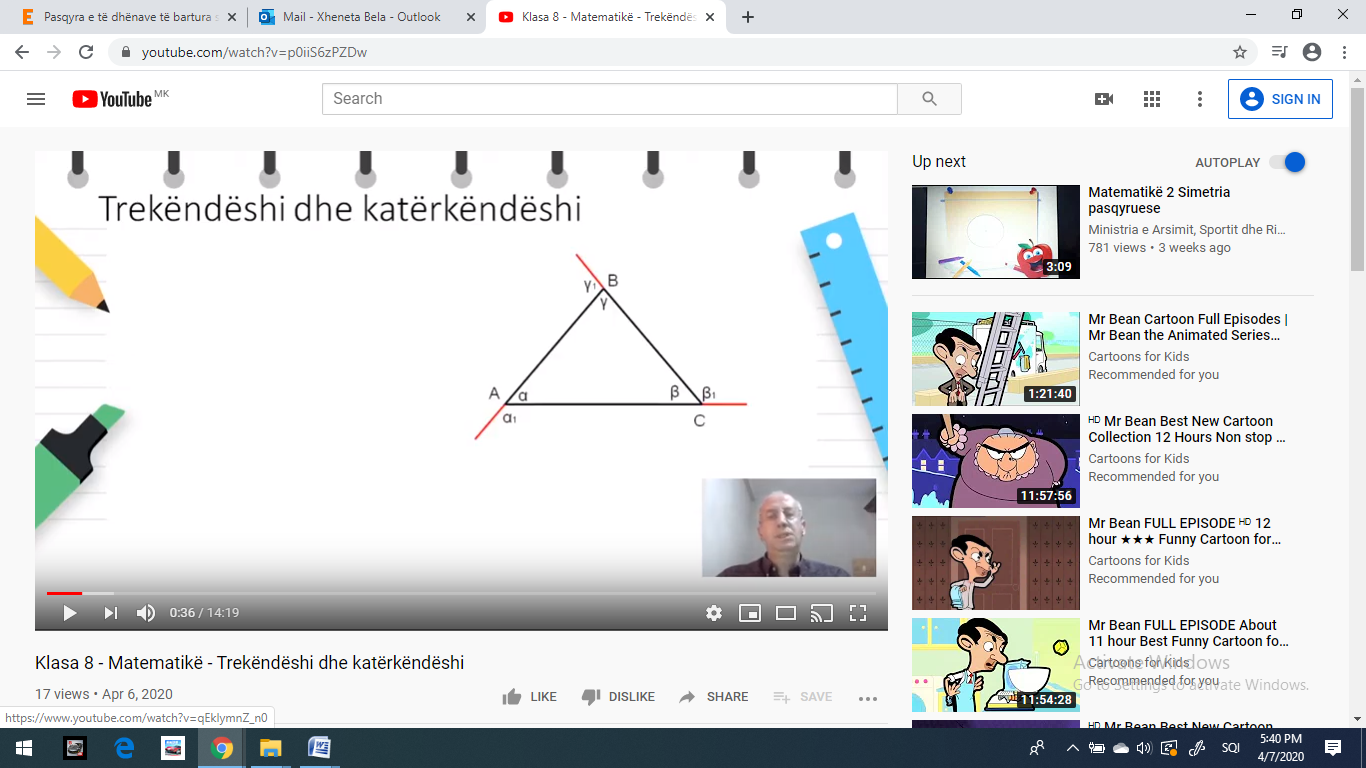 Pasqyra e të dhënave të bartura s
Mail - Xheneta Bela - Outlook
Klasa 8 - Matematikë - Trekëndës
youtube.com/watch?v=p0iiS6zPZDw
YouTube MK
Search
SIGN IN
Trekëndëshi dhe katërkëndëshi
γ1 B
γ
A α β β1
α1 C
0:36 / 14:19
Klasa 8 - Matematikë - Trekëndëshi dhe katërkëndëshi
17 views • Apr 6, 2020
LIKE DISLIKE SHARE SAVE
https://www.youtube.com/watch?v=qEklymnZ_n0
Up next
AUTOPLAY
3:09
Matematikë 2 Simetria
pasqyruese
Ministria e Arsimit, Sportit dhe Ri...
781 views • 3 weeks ago
1:21:40
Mr Bean Cartoon Full Episodes |
Mr Bean the Animated Series...
Cartoons for Kids
Recommended for you
11:57:56
HD Mr Bean Best New Cartoon
Collection 12 Hours Non stop ...
Cartoons for Kids
Recommended for you
Mr Bean FULL EPISODE HD 12
hour ★★★ Funny Cartoon for...
Cartoons for Kids
Recommended for you
11:54:28
Mr Bean FULL EPISODE About
11 hour Best Funny Cartoon fo...
Cartoons for Kids
Recommended for you
HD Mr Bean Best New Cartoon
Activate Windows
Go to Settings to activate Windows.
SQI
5:40 PM
4/7/2020